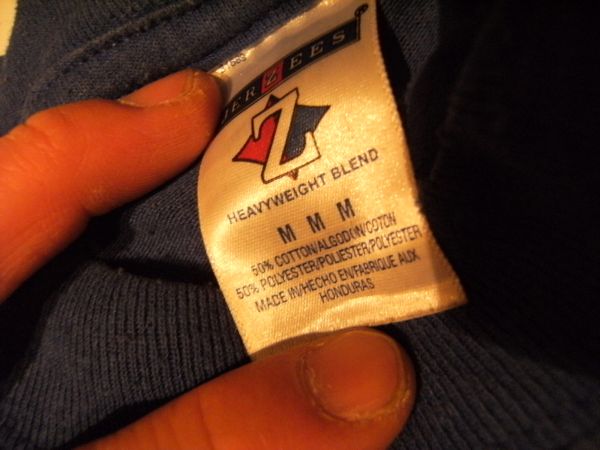 JERZEES
Z
HEAVYWEIGHT BLEND
M M M
50% COTTON/ALGODON/COTON
50% POLYESTER/POLIESTER/POLYESTER
MADE IN/HECHO EN/FABRIQUE AUX
HONDURAS